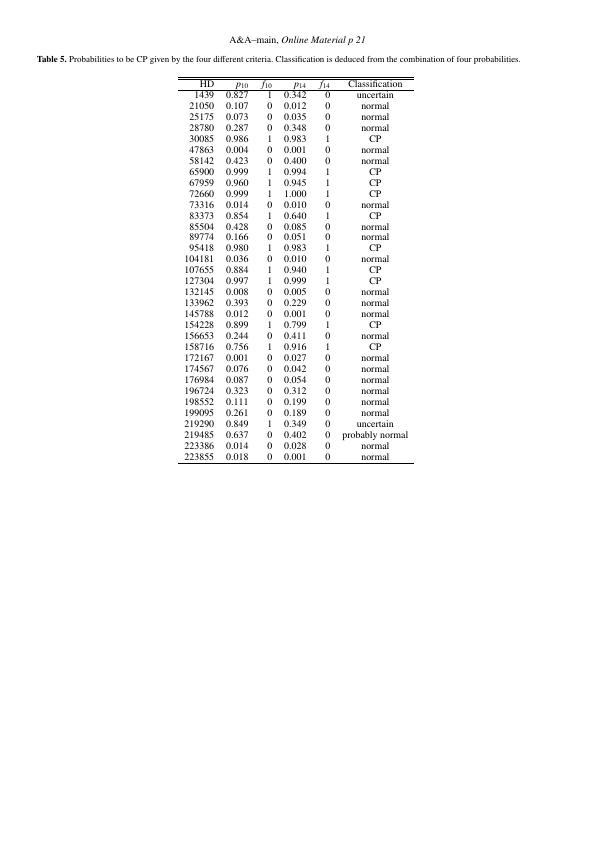 A&A–main, Online Material p 21
Table 5. Probabilities to be CP given by the four different criteria. Classification is deduced from the combination of four probabilities.
HD p10 f10 p14 f14 Classification
1439 0.827 1 0.342 0 uncertain
21050 0.107 0 0.012 0 normal
25175 0.073 0 0.035 0 normal
28780 0.287 0 0.348 0 normal
30085 0.986 1 0.983 1 CP
47863 0.004 0 0.001 0 normal
58142 0.423 0 0.400 0 normal
65900 0.999 1 0.994 1 CP
67959 0.960 1 0.945 1 CP
72660 0.999 1 1.000 1 CP
73316 0.014 0 0.010 0 normal
83373 0.854 1 0.640 1 CP
85504 0.428 0 0.085 0 normal
89774 0.166 0 0.051 0 normal
95418 0.980 1 0.983 1 CP
104181 0.036 0 0.010 0 normal
107655 0.884 1 0.940 1 CP
127304 0.997 1 0.999 1 CP
132145 0.008 0 0.005 0 normal
133962 0.393 0 0.229 0 normal
145788 0.012 0 0.001 0 normal
154228 0.899 1 0.799 1 CP
156653 0.244 0 0.411 0 normal
158716 0.756 1 0.916 1 CP
172167 0.001 0 0.027 0 normal
174567 0.076 0 0.042 0 normal
176984 0.087 0 0.054 0 normal
196724 0.323 0 0.312 0 normal
198552 0.111 0 0.199 0 normal
199095 0.261 0 0.189 0 normal
219290 0.849 1 0.349 0 uncertain
219485 0.637 0 0.402 0 probably normal
223386 0.014 0 0.028 0 normal
223855 0.018 0 0.001 0 normal